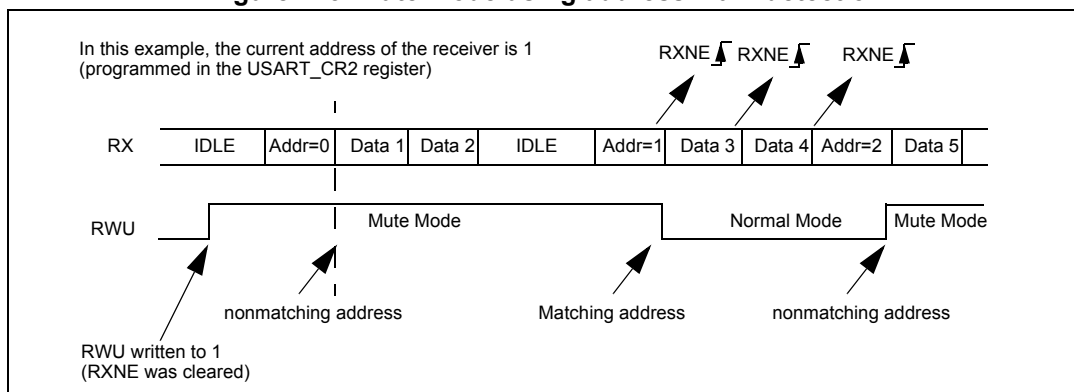 In this example, the current address of the receiver is 1
(programmed in the USART_CR2 register)
RXNE RXNE RXNE
RX IDLE Addr=0 Data 1 Data 2 IDLE Addr=1 Data 3 Data 4 Addr=2 Data 5
RWU Mute Mode Normal Mode Mute Mode
nonmatching address Matching address nonmatching address
RWU written to 1
(RXNE was cleared)